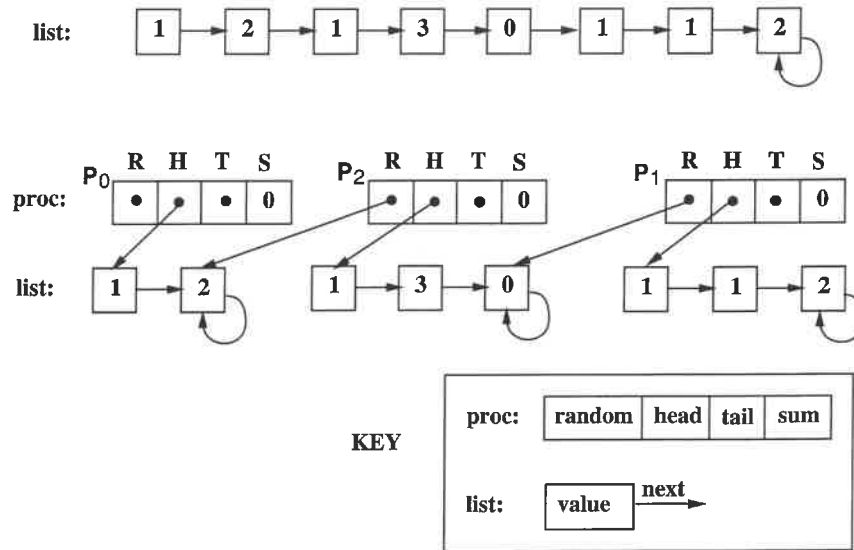 list: 1 2 1 3 0 1 1 2
R H T S R H T S R H T S
P0 P2 P1
proc: 0 0 0
list: 1 2 1 3 0 1 1 2
KEY
proc: random head tail sum
list: value next